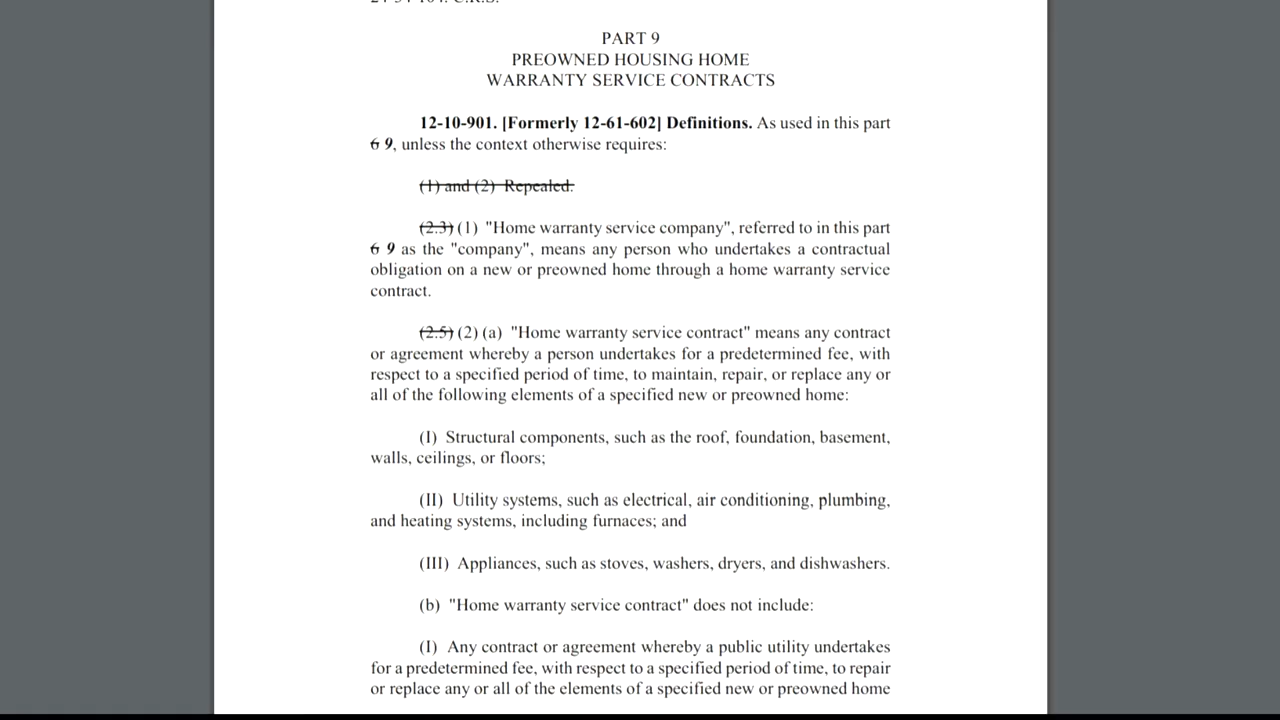 24-34-104, C.R.S.
PART 9
PREOWNED HOUSING HOME
WARRANTY SERVICE CONTRACTS
12-10-901. [Formerly 12-61-602] Definitions. As used in this part
6 9, unless the context otherwise requires:
(1) and (2) Repealed.
(2.3) (1) "Home warranty service company", referred to in this part
6 9 as the "company", means any person who undertakes a contractual
obligation on a new or preowned home through a home warranty service
contract.
(2.5) (2) (a) "Home warranty service contract" means any contract
or agreement whereby a person undertakes for a predetermined fee, with
respect to a specified period of time, to maintain, repair, or replace any or
all of the following elements of a specified new or preowned home:
(I) Structural components, such as the roof, foundation, basement,
walls, ceilings, or floors;
(II) Utility systems, such as electrical, air conditioning, plumbing,
and heating systems, including furnaces; and
(III) Appliances, such as stoves, washers, dryers, and dishwashers.
(b) "Home warranty service contract" does not include:
(I) Any contract or agreement whereby a public utility undertakes
for a predetermined fee, with respect to a specified period of time, to repair
or replace any or all of the elements of a specified new or preowned home